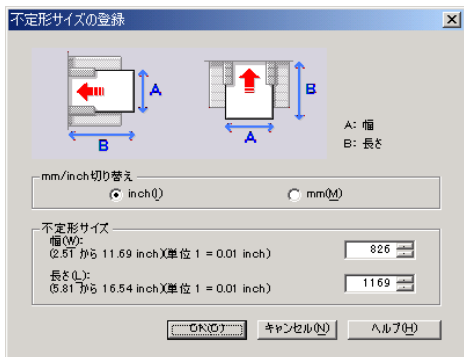 不定形サイズの登録
A
B
B
A
A: 幅
B: 長さ
mm/inch切り替え
inch(I)
mm(M)
不定形サイズ
幅(W):
(2.51 から 11.69 inch)(単位 1 = 0.01 inch)
826
長さ(L):
(5.81 から 16.54 inch)(単位 1 = 0.01 inch)
1169
OK(O)
キャンセル(N)
ヘルプ(H)